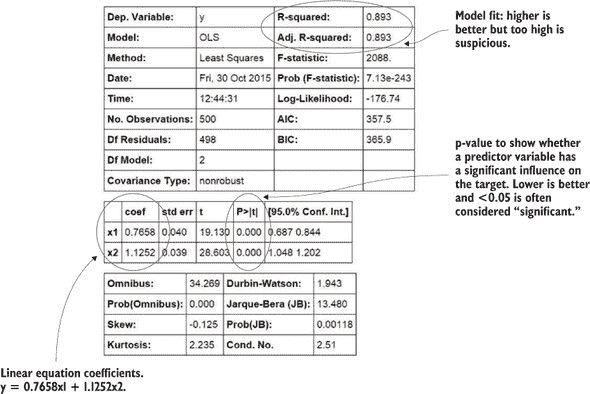 Dep. Variable: y R-squared: 0.893
Model: OLS Adj. R-squared: 0.893
Method: Least Squares F-statistic: 2088.
Date: Fri, 30 Oct 2015 Prob (F-statistic): 7.13e-243
Time: 12:44:31 Log-Likelihood: -176.74
No. Observations: 500 AIC: 357.5
Df Residuals: 498 BIC: 365.9
Df Model: 2
Covariance Type: nonrobust
Model fit: higher is
better but too high is
suspicious.
p-value to show whether
a predictor variable has
a significant influence on
the target. Lower is better
and <0.05 is often
considered “significant.”
coef std err t P>|t| [95.0% Conf. Int.]
x1 0.7658 0.040 19.130 0.000 0.687 0.844
x2 1.1252 0.039 28.603 0.000 1.048 1.202
Omnibus: 34.269 Durbin-Watson: 1.943
Prob(Omnibus): 0.000 Jarque-Bera (JB): 13.480
Skew: -0.125 Prob(JB): 0.00118
Kurtosis: 2.235 Cond. No. 2.51
Linear equation coefficients.
y = 0.7658x1 + 1.1252x2.